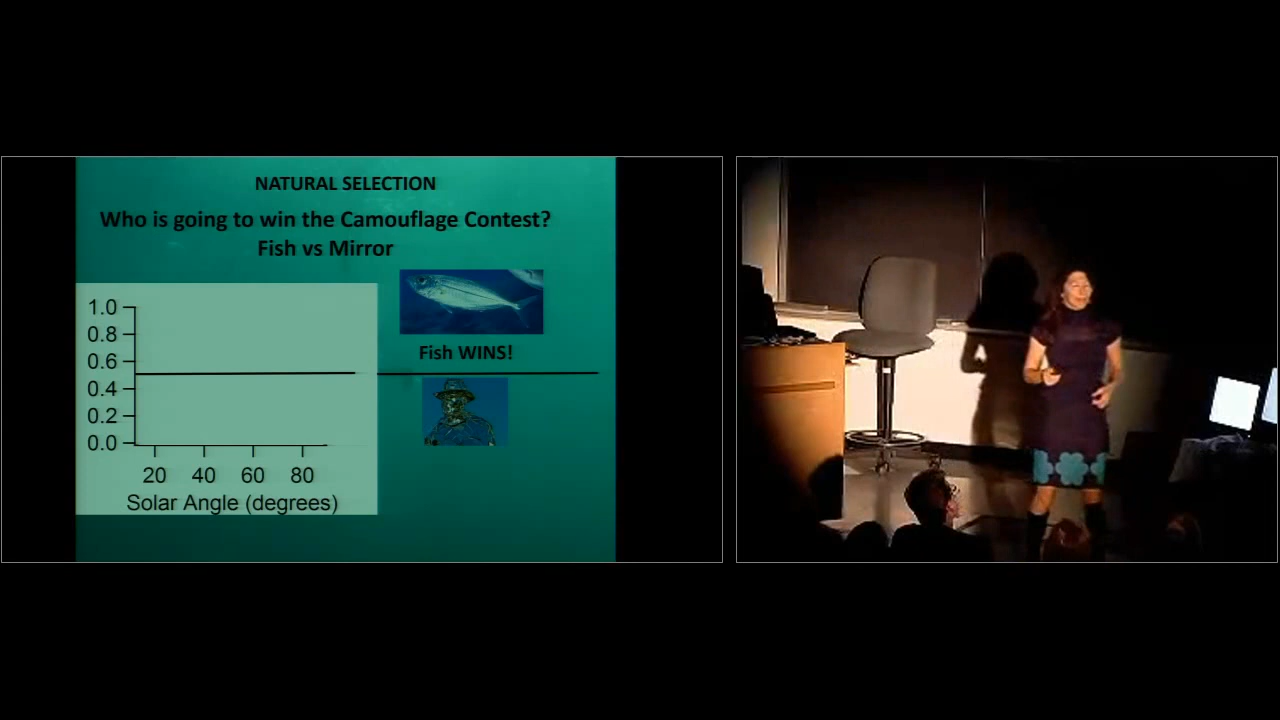 NATURAL SELECTION
Who is going to win the Camouflage Contest?
Fish vs Mirror
1.0
0.8
0.6
0.4
0.2
0.0
20 40 60 80
Solar Angle (degrees)
Fish WINS!